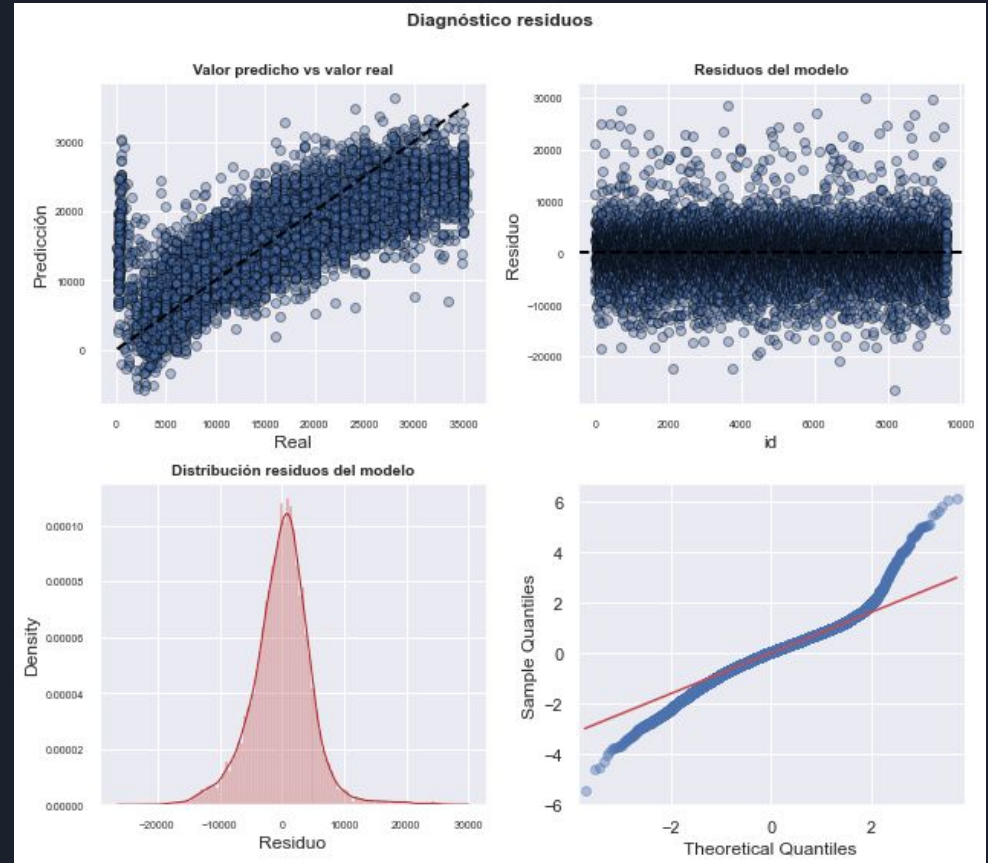 Diagnóstico residuos
Valor predicho vs valor real
30000
20000
10000
0
Predicción
0 5000 10000 15000 20000 25000 30000 35000
Real
Residuos del modelo
30000
20000
10000
0
−10000
−20000
Residuo
0 2000 4000 6000 8000 10000
id
Distribución residuos del modelo
0.00010
0.00008
0.00006
0.00004
0.00002
0.00000
Density
−20000 −10000 0 10000 20000 30000
Residuo
6
4
2
0
−2
−4
−6
Sample Quantiles
−2 0 2
Theoretical Quantiles